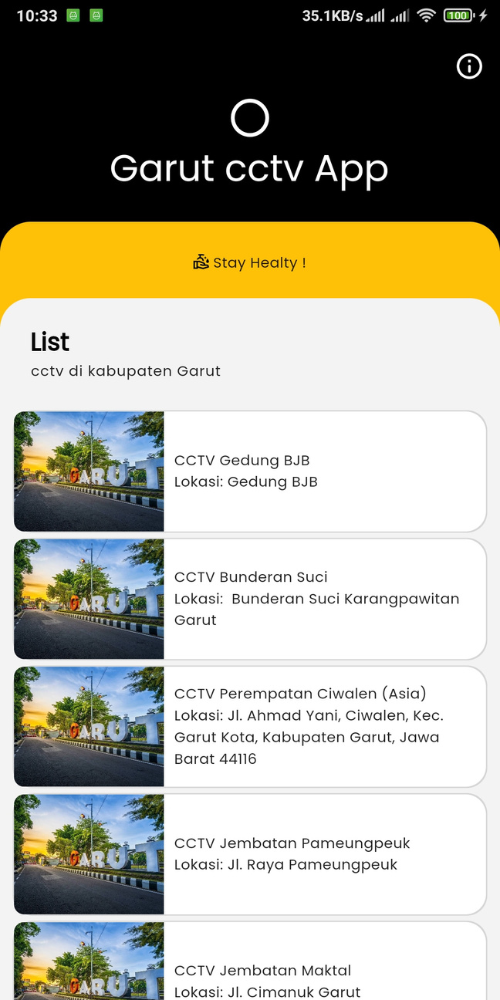 10:33 35.1KB/s 100
Garut cctv App
Stay Healty !
List
cctv di kabupaten Garut
GARUT
CCTV Gedung BJB
Lokasi: Gedung BJB
GARUT
CCTV Bunderan Suci
Lokasi:  Bunderan Suci Karangpawitan
Garut
GARUT
CCTV Perempatan Ciwalen (Asia)
Lokasi: Jl. Ahmad Yani, Ciwalen, Kec.
Garut Kota, Kabupaten Garut, Jawa
Barat 44116
GARUT
CCTV Jembatan Pameungpeuk
Lokasi: Jl. Raya Pameungpeuk
GARUT
CCTV Jembatan Maktal
Lokasi: Jl. Cimanuk Garut